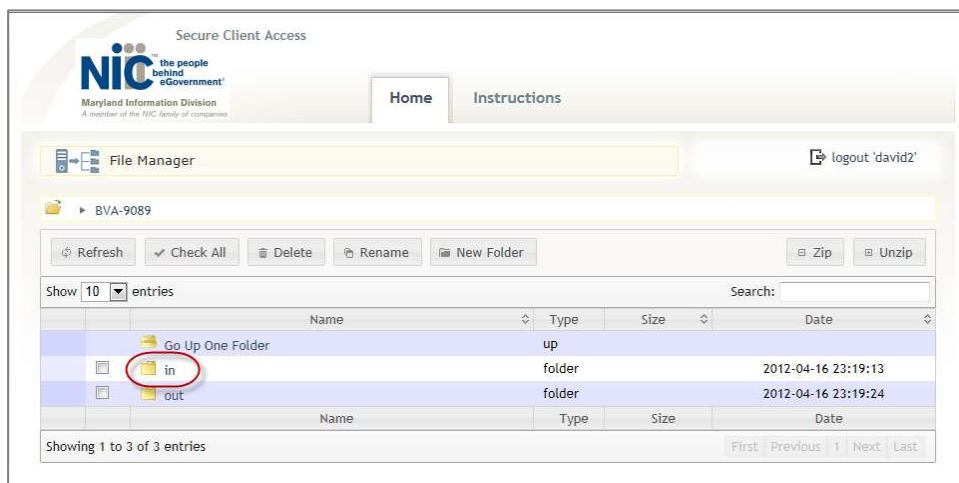 Secure Client Access
NIC the people behind eGovernment
Maryland Information Division
A member of the NIC family of companies
Home Instructions
File Manager
logout 'david2'
BVA-9089
Refresh Check All Delete Rename New Folder Zip Unzip
Show 10 entries Search:
Name Type Size Date
Go Up One Folder up
in folder 2012-04-16 23:19:13
out folder 2012-04-16 23:19:24
Name Type Size Date
Showing 1 to 3 of 3 entries First Previous 1 Next Last